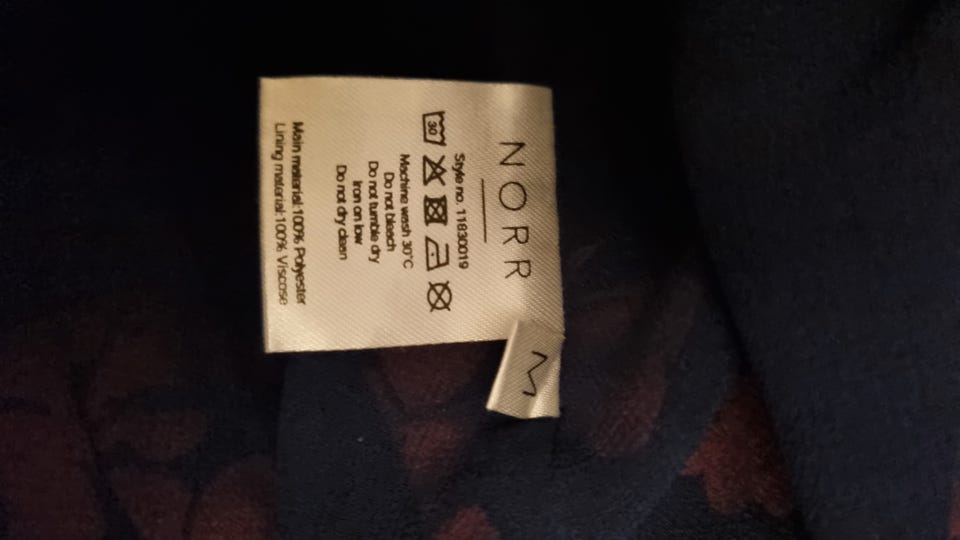 NORR
M
Style no. 11830019
30
Machine wash 30°C
Do not bleach
Do not tumble dry
Iron on low
Do not dry clean
Main material:100% Polyester
Lining material:100% Viscose